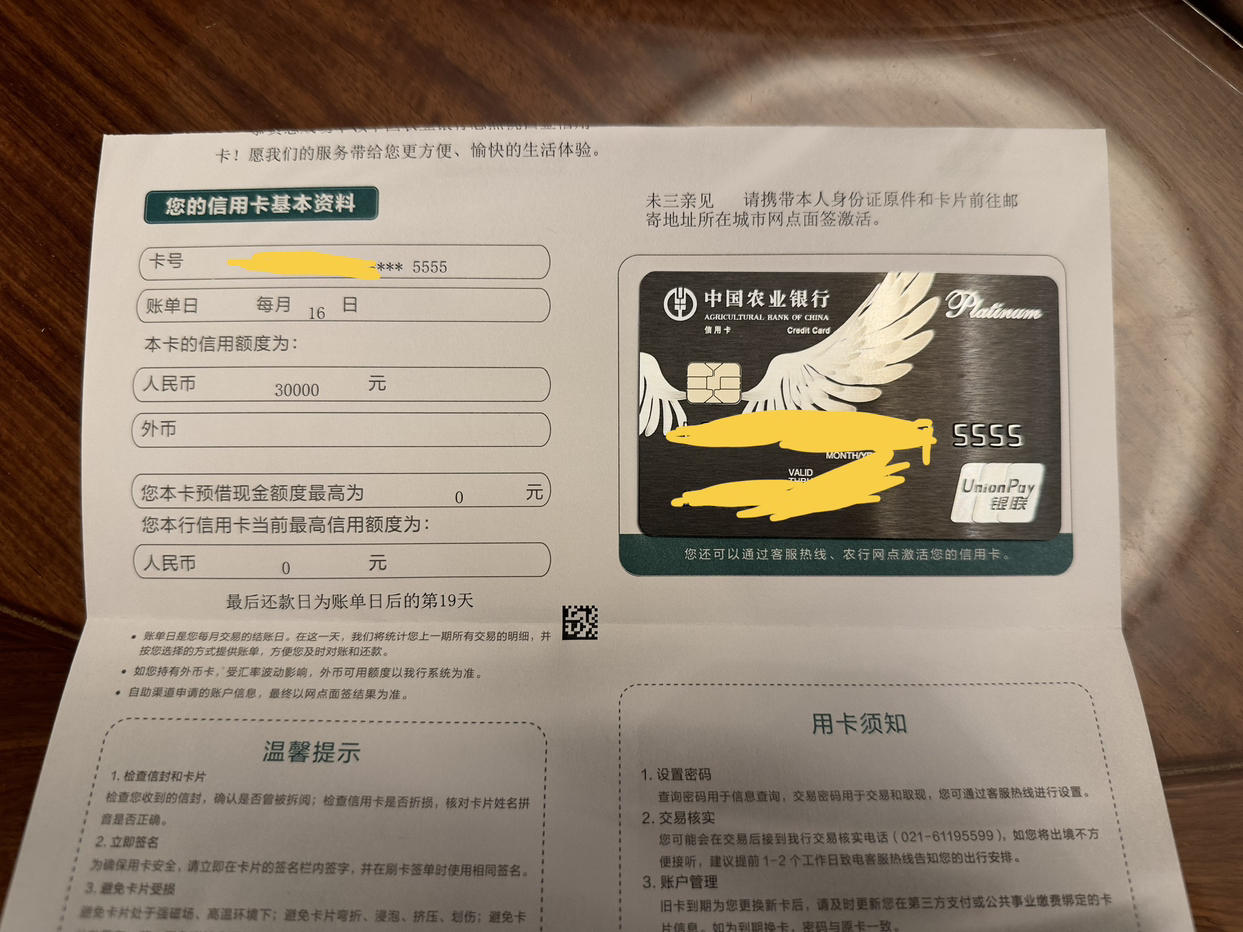 卡！愿我们的服务带给您更方便、愉快的生活体验。
您的信用卡基本资料
卡号 *** 5555
账单日 每月 16 日
本卡的信用额度为：
人民币 30000 元
外币
您本卡预借现金额度最高为 0 元
您本行信用卡当前最高信用额度为：
人民币 0 元
最后还款日为账单日后的第19天
• 账单日是您每月交易的结账日。在这一天，我们将统计您上一期所有交易的明细，并
按您选择的方式提供账单，方便您及时对账和还款。
• 如您持有外币卡，受汇率波动影响，外币可用额度以我行系统为准。
• 自助渠道申请的账户信息，最终以网点面签结果为准。
未三亲见 请携带本人身份证原件和卡片前往邮
寄地址所在城市网点面签激活。
中国农业银行
AGRICULTURAL BANK OF CHINA
信用卡 Credit Card
Platinum
5555
MONTH/YE
VALID
THRU
UnionPay
银联
您还可以通过客服热线、农行网点激活您的信用卡。
温馨提示
1. 检查信封和卡片
检查您收到的信封，确认是否曾被拆阅；检查信用卡是否折损，核对卡片姓名拼
音是否正确。
2. 立即签名
为确保用卡安全，请立即在卡片的签名栏内签字，并在刷卡签单时使用相同签名。
3. 避免卡片受损
避免卡片处于强磁场、高温环境下；避免卡片弯折、浸泡、挤压、划伤；避免卡
用卡须知
1. 设置密码
查询密码用于信息查询，交易密码用于交易和取现，您可通过客服热线进行设置。
2. 交易核实
您可能会在交易后接到我行交易核实电话（021-61195599），如您将出境不方
便接听，建议提前1-2个工作日致电客服热线告知您的出行安排。
3. 账户管理
旧卡到期为您更换新卡后，请及时更新您在第三方支付或公共事业缴费绑定的卡
片信息。如为到期换卡，密码与原卡一致。